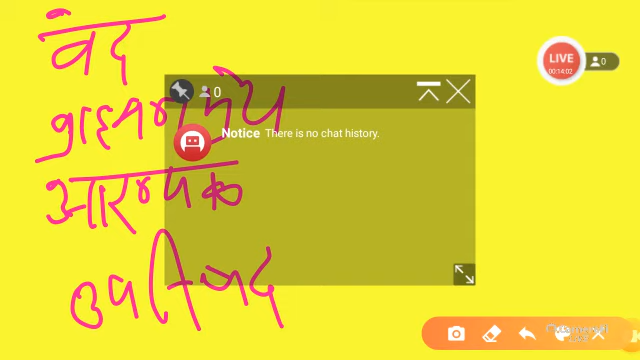 वेद
LIVE
00:14:02
0
0
ब्राह्मण ग्रंथ
Notice There is no chat history.
आरण्यक
उपनिषद